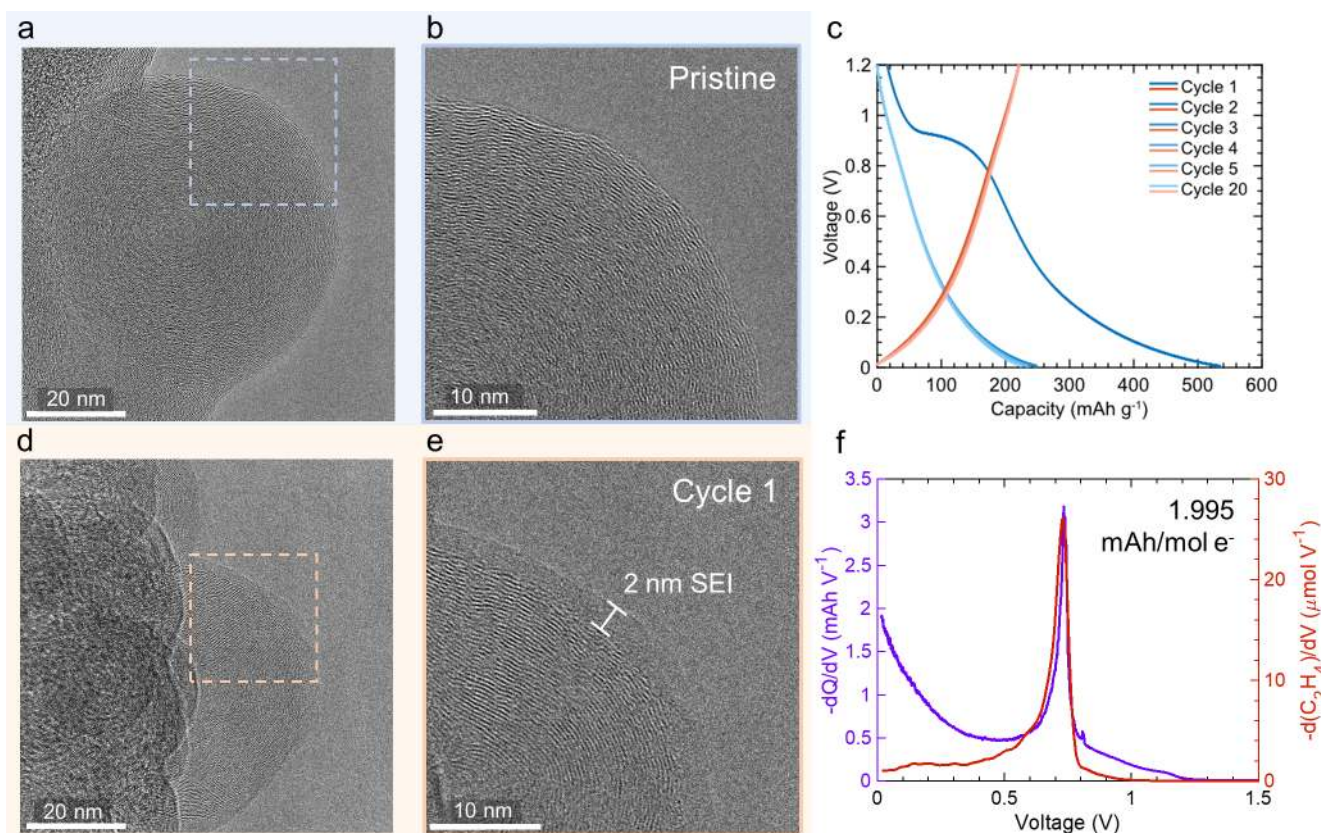 a
20 nm
b
Pristine
10 nm
c
1.2
1.0
0.8
0.6
0.4
0.2
0
Voltage (V)
0 100 200 300 400 500 600
Capacity (mAh g⁻¹)
Cycle 1
Cycle 2
Cycle 3
Cycle 4
Cycle 5
Cycle 20
d
20 nm
e
Cycle 1
2 nm SEI
10 nm
f
3.5
3
2.5
2
1.5
1
0.5
0
-dQ/dV (mAh V⁻¹)
1.995
mAh/mol e⁻
30
20
10
0
-d(C₂H₄)/dV (μmol V⁻¹)
0 0.5 1 1.5
Voltage (V)